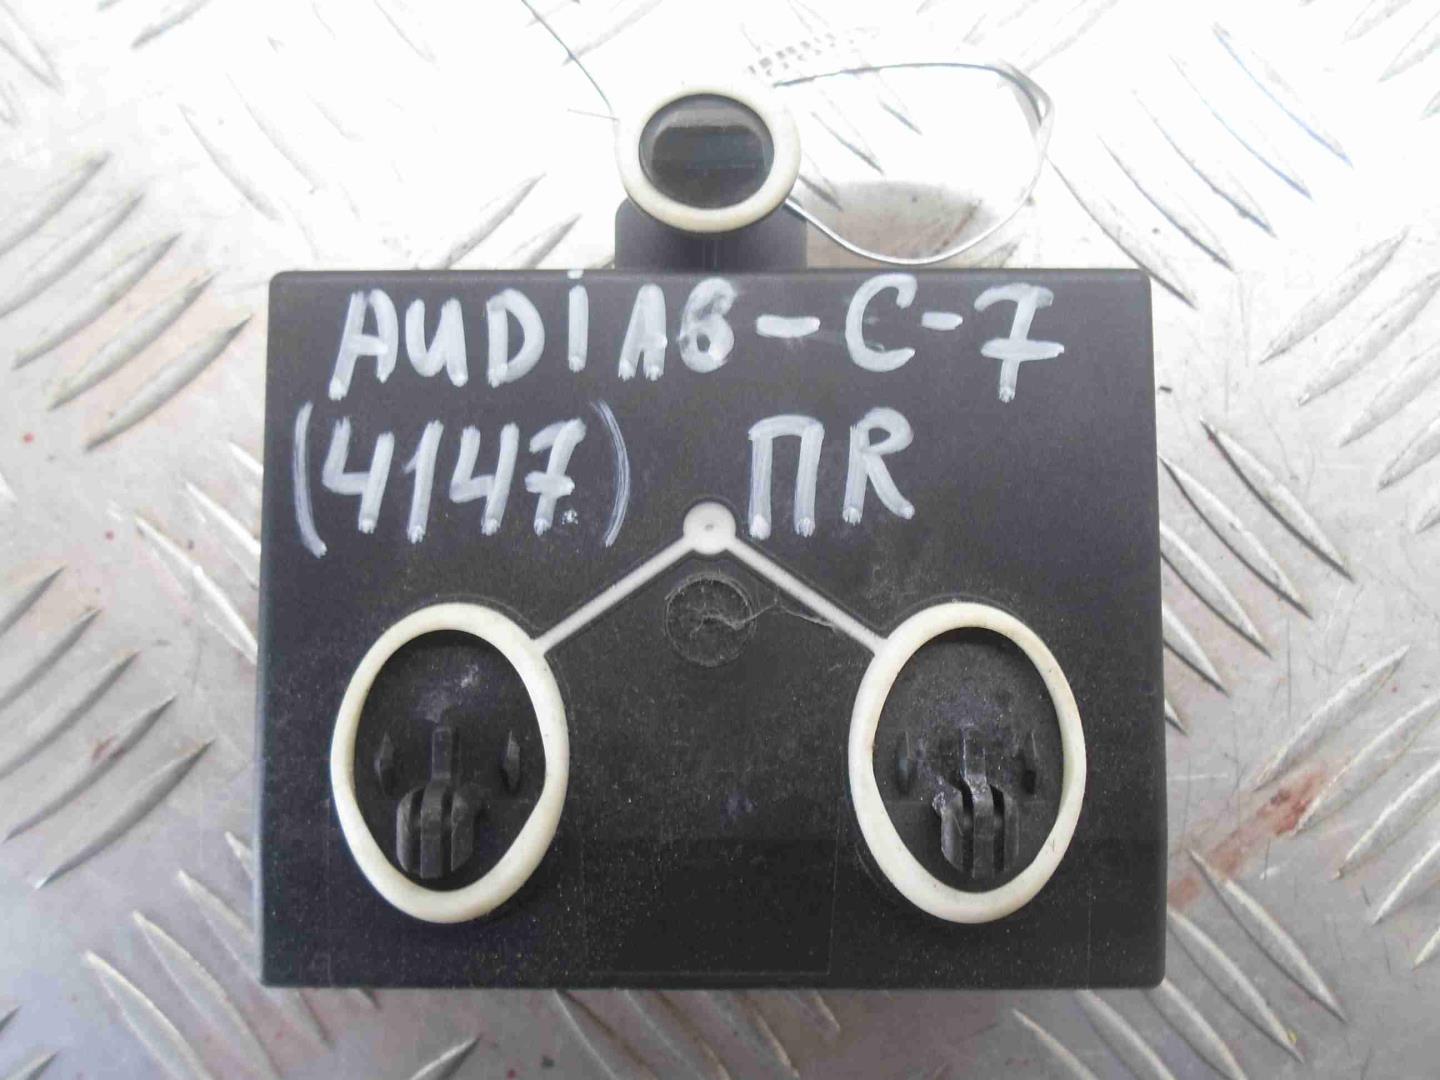 AUDI A6-C-7
(4147) ПR